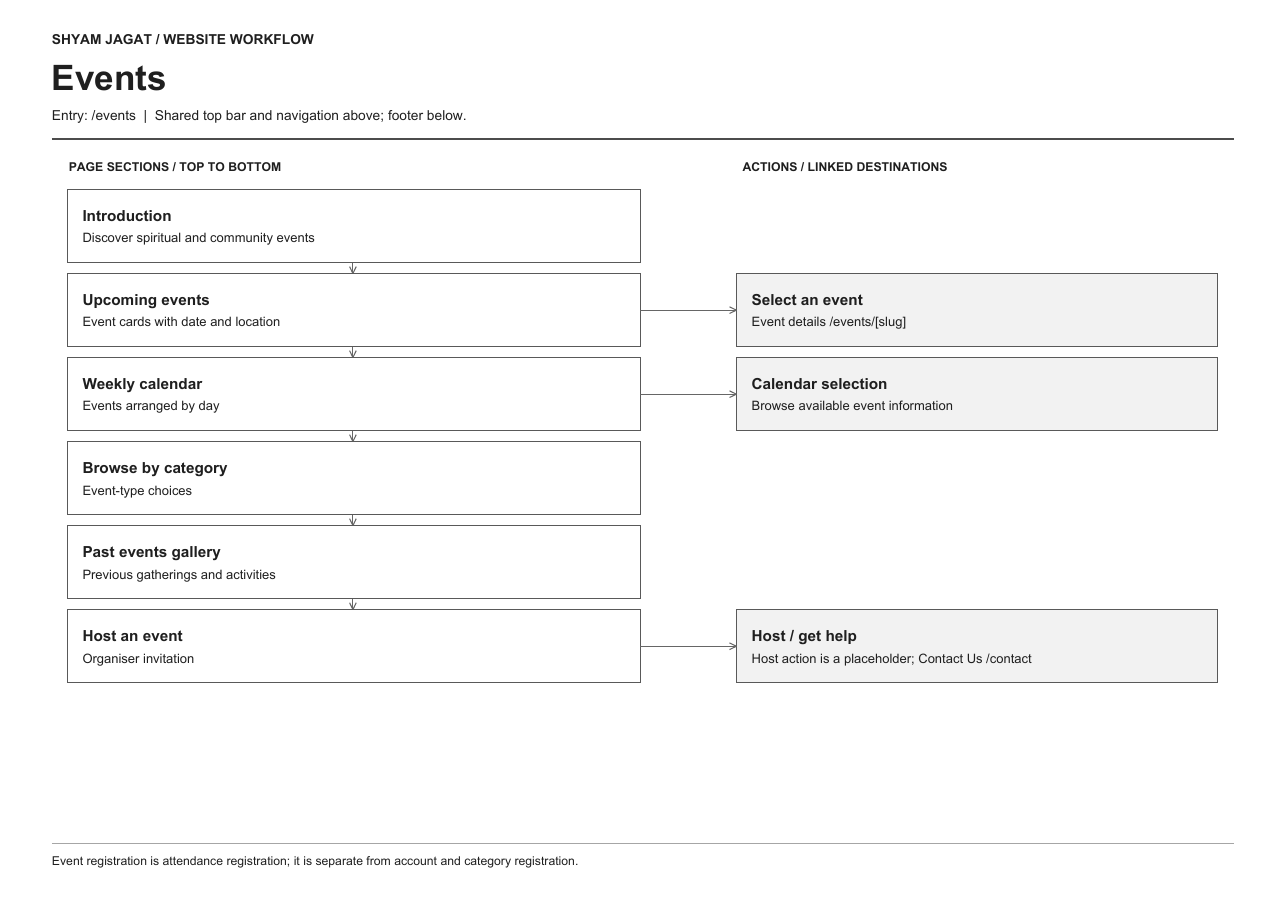 SHYAM JAGAT / WEBSITE WORKFLOW
Events
Entry: /events | Shared top bar and navigation above; footer below.
PAGE SECTIONS / TOP TO BOTTOM
ACTIONS / LINKED DESTINATIONS
Introduction
Discover spiritual and community events
Upcoming events
Event cards with date and location
Select an event
Event details /events/[slug]
Weekly calendar
Events arranged by day
Calendar selection
Browse available event information
Browse by category
Event-type choices
Past events gallery
Previous gatherings and activities
Host an event
Organiser invitation
Host / get help
Host action is a placeholder; Contact Us /contact
Event registration is attendance registration; it is separate from account and category registration.